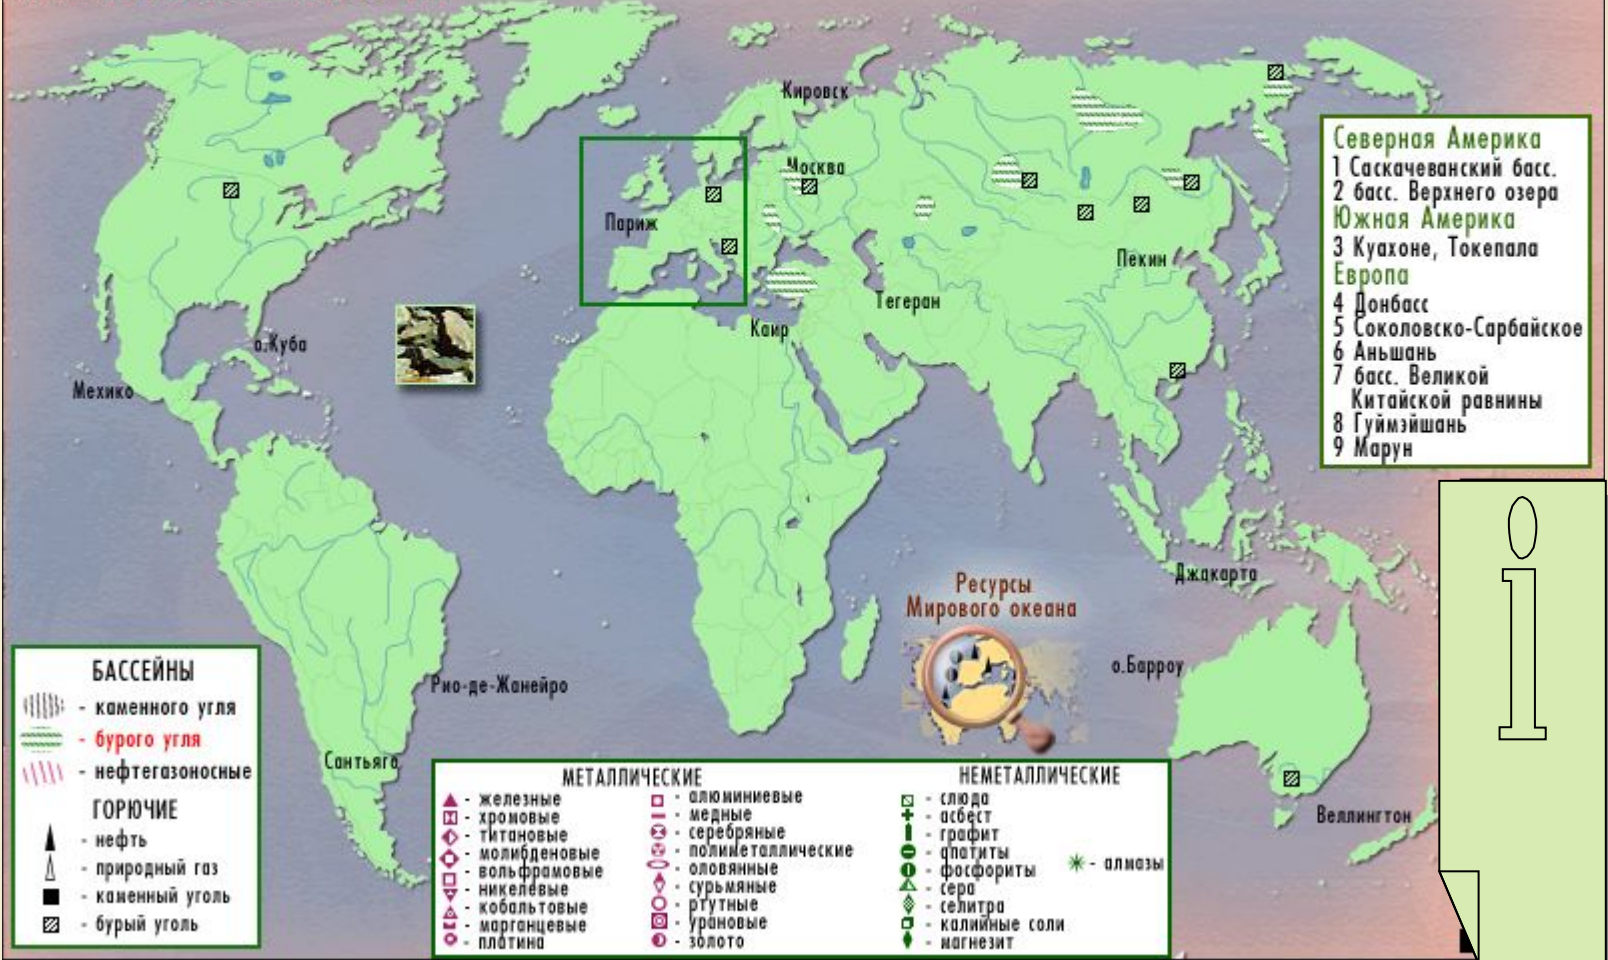 Кировск
Москва
Париж
Пекин
Тегеран
Каир
о.Куба
Мехико
Джакарта
Ресурсы
Мирового океана
о.Барроу
Рио-де-Жанейро
Сантьяго
Веллингтон
Северная Америка
1 Саскачеванский басс.
2 басс. Верхнего озера
Южная Америка
3 Куахоне, Токепала
Европа
4 Донбасс
5 Соколовско-Сарбайское
6 Аньшань
7 басс. Великой
Китайской равнины
8 Гуймэйшань
9 Марун
i
БАССЕЙНЫ
- каменного угля
- бурого угля
- нефтегазоносные
ГОРЮЧИЕ
- нефть
- природный газ
- каменный уголь
- бурый уголь
МЕТАЛЛИЧЕСКИЕ
- железные
- хромовые
- титановые
- молибденовые
- вольфрамовые
- никелевые
- кобальтовые
- марганцевые
- платина
- алюминиевые
- медные
- серебряные
- полиметаллические
- оловянные
- сурьмяные
- ртутные
- урановые
- золото
НЕМЕТАЛЛИЧЕСКИЕ
- слюда
- асбест
- графит
- апатиты
- фосфориты
- сера
- селитра
- калийные соли
- магнезит
- алмазы